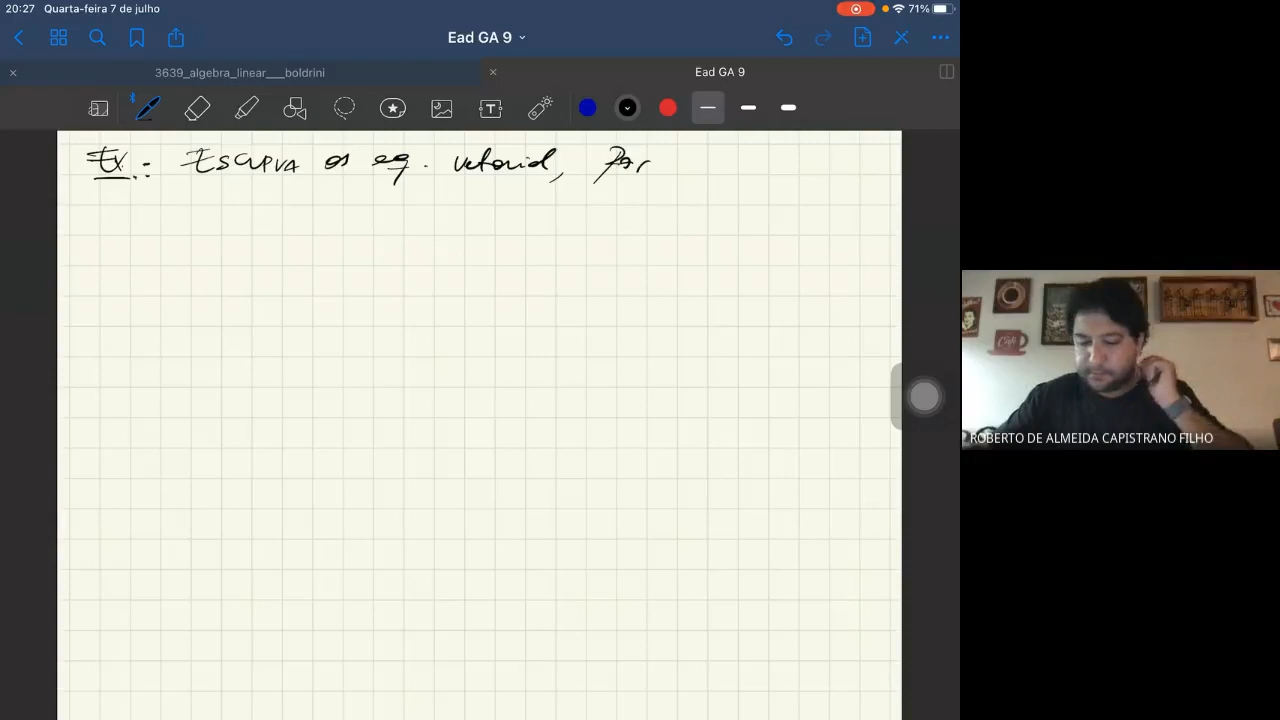 20:27 Quarta-feira 7 de julho 71%
Ead GA 9
3639_algebra_linear___boldrini Ead GA 9
Ex.: Escreva as eq. vetorial, Par
ROBERTO DE ALMEIDA CAPISTRANO FILHO